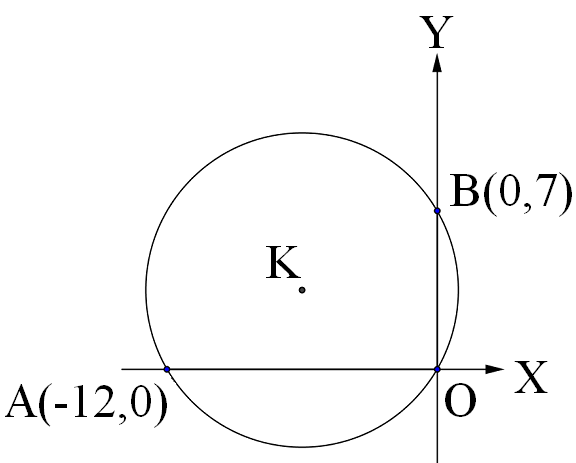 Y
B(0,7)
K
X
A(-12,0)
O